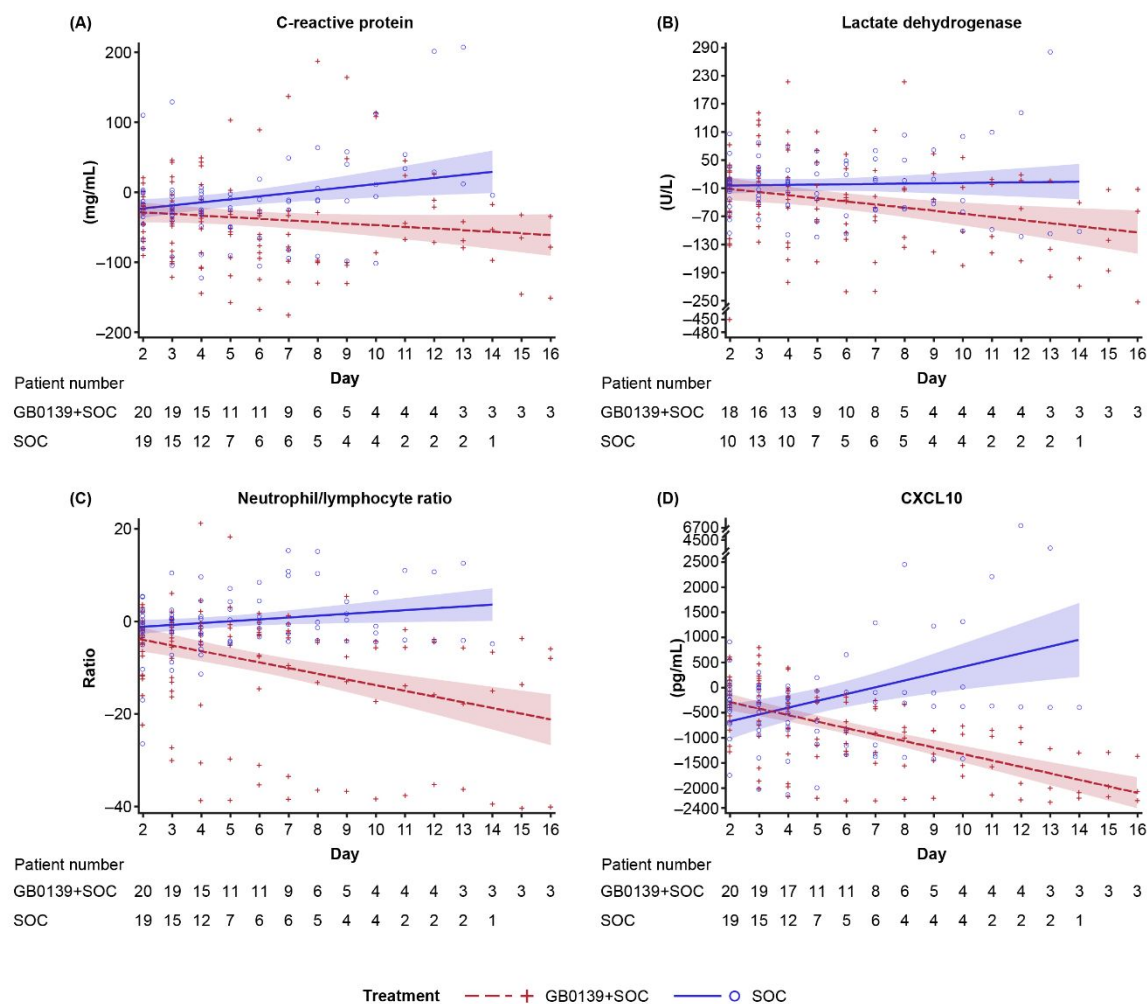 (A) C-reactive protein
200
100
0
–100
–200
(mg/mL)
2 3 4 5 6 7 8 9 10 11 12 13 14 15 16
Day
Patient number
GB0139+SOC 20 19 15 11 11 9 6 5 4 4 4 3 3 3 3
SOC 19 15 12 7 6 6 5 4 4 2 2 2 1
(B) Lactate dehydrogenase
290
230
170
110
50
–10
–70
–130
–190
–250
–450
–480
(U/L)
2 3 4 5 6 7 8 9 10 11 12 13 14 15 16
Day
Patient number
GB0139+SOC 18 16 13 9 10 8 5 4 4 4 4 3 3 3 3
SOC 10 13 10 7 5 6 5 4 4 2 2 2 1
(C) Neutrophil/lymphocyte ratio
20
0
–20
–40
Ratio
2 3 4 5 6 7 8 9 10 11 12 13 14 15 16
Day
Patient number
GB0139+SOC 20 19 15 11 11 9 6 5 4 4 4 3 3 3 3
SOC 19 15 12 7 6 6 5 4 4 2 2 2 1
(D) CXCL10
6700
4500
2500
1500
1000
500
0
–500
–1000
–1500
–2000
–2400
(pg/mL)
2 3 4 5 6 7 8 9 10 11 12 13 14 15 16
Day
Patient number
GB0139+SOC 20 19 17 11 11 8 6 5 4 4 4 3 3 3 3
SOC 19 15 12 7 5 6 4 4 4 2 2 2 1
Treatment GB0139+SOC SOC